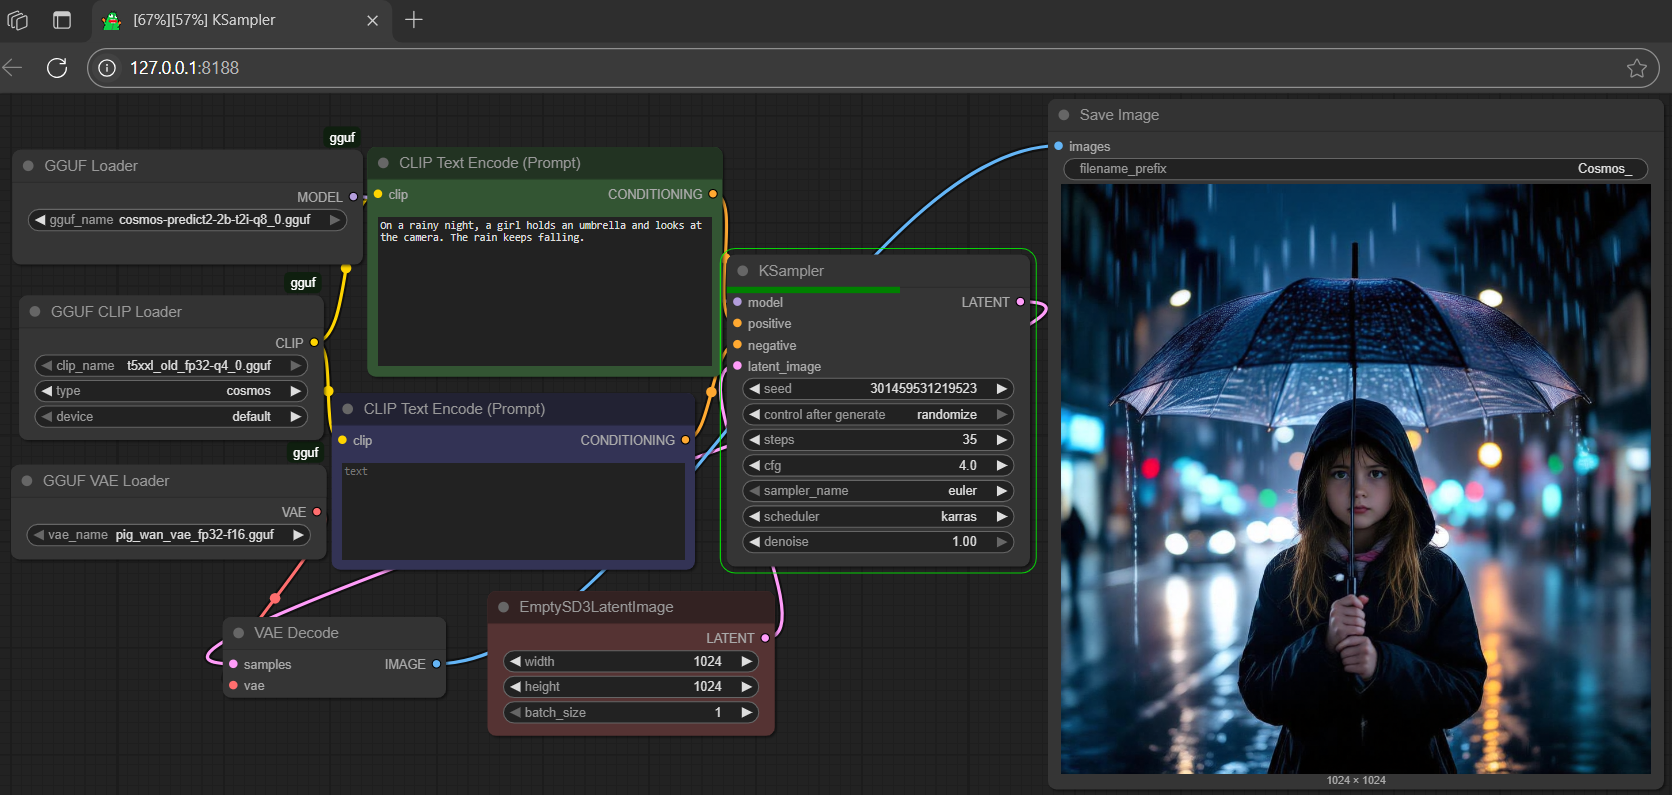 [67%][57%] KSampler
127.0.0.1:8188
gguf
GGUF Loader
MODEL
gguf_name cosmos-predict2-2b-t2i-q8_0.gguf
gguf
GGUF CLIP Loader
CLIP
clip_name t5xxl_old_fp32-q4_0.gguf
type cosmos
device default
gguf
GGUF VAE Loader
VAE
vae_name pig_wan_vae_fp32-f16.gguf
CLIP Text Encode (Prompt)
clip CONDITIONING
On a rainy night, a girl holds an umbrella and looks at
the camera. The rain keeps falling.
CLIP Text Encode (Prompt)
clip CONDITIONING
text
VAE Decode
samples IMAGE
vae
EmptySD3LatentImage
LATENT
width 1024
height 1024
batch_size 1
KSampler
model LATENT
positive
negative
latent_image
seed 301459531219523
control after generate randomize
steps 35
cfg 4.0
sampler_name euler
scheduler karras
denoise 1.00
Save Image
images
filename_prefix Cosmos_
1024 × 1024